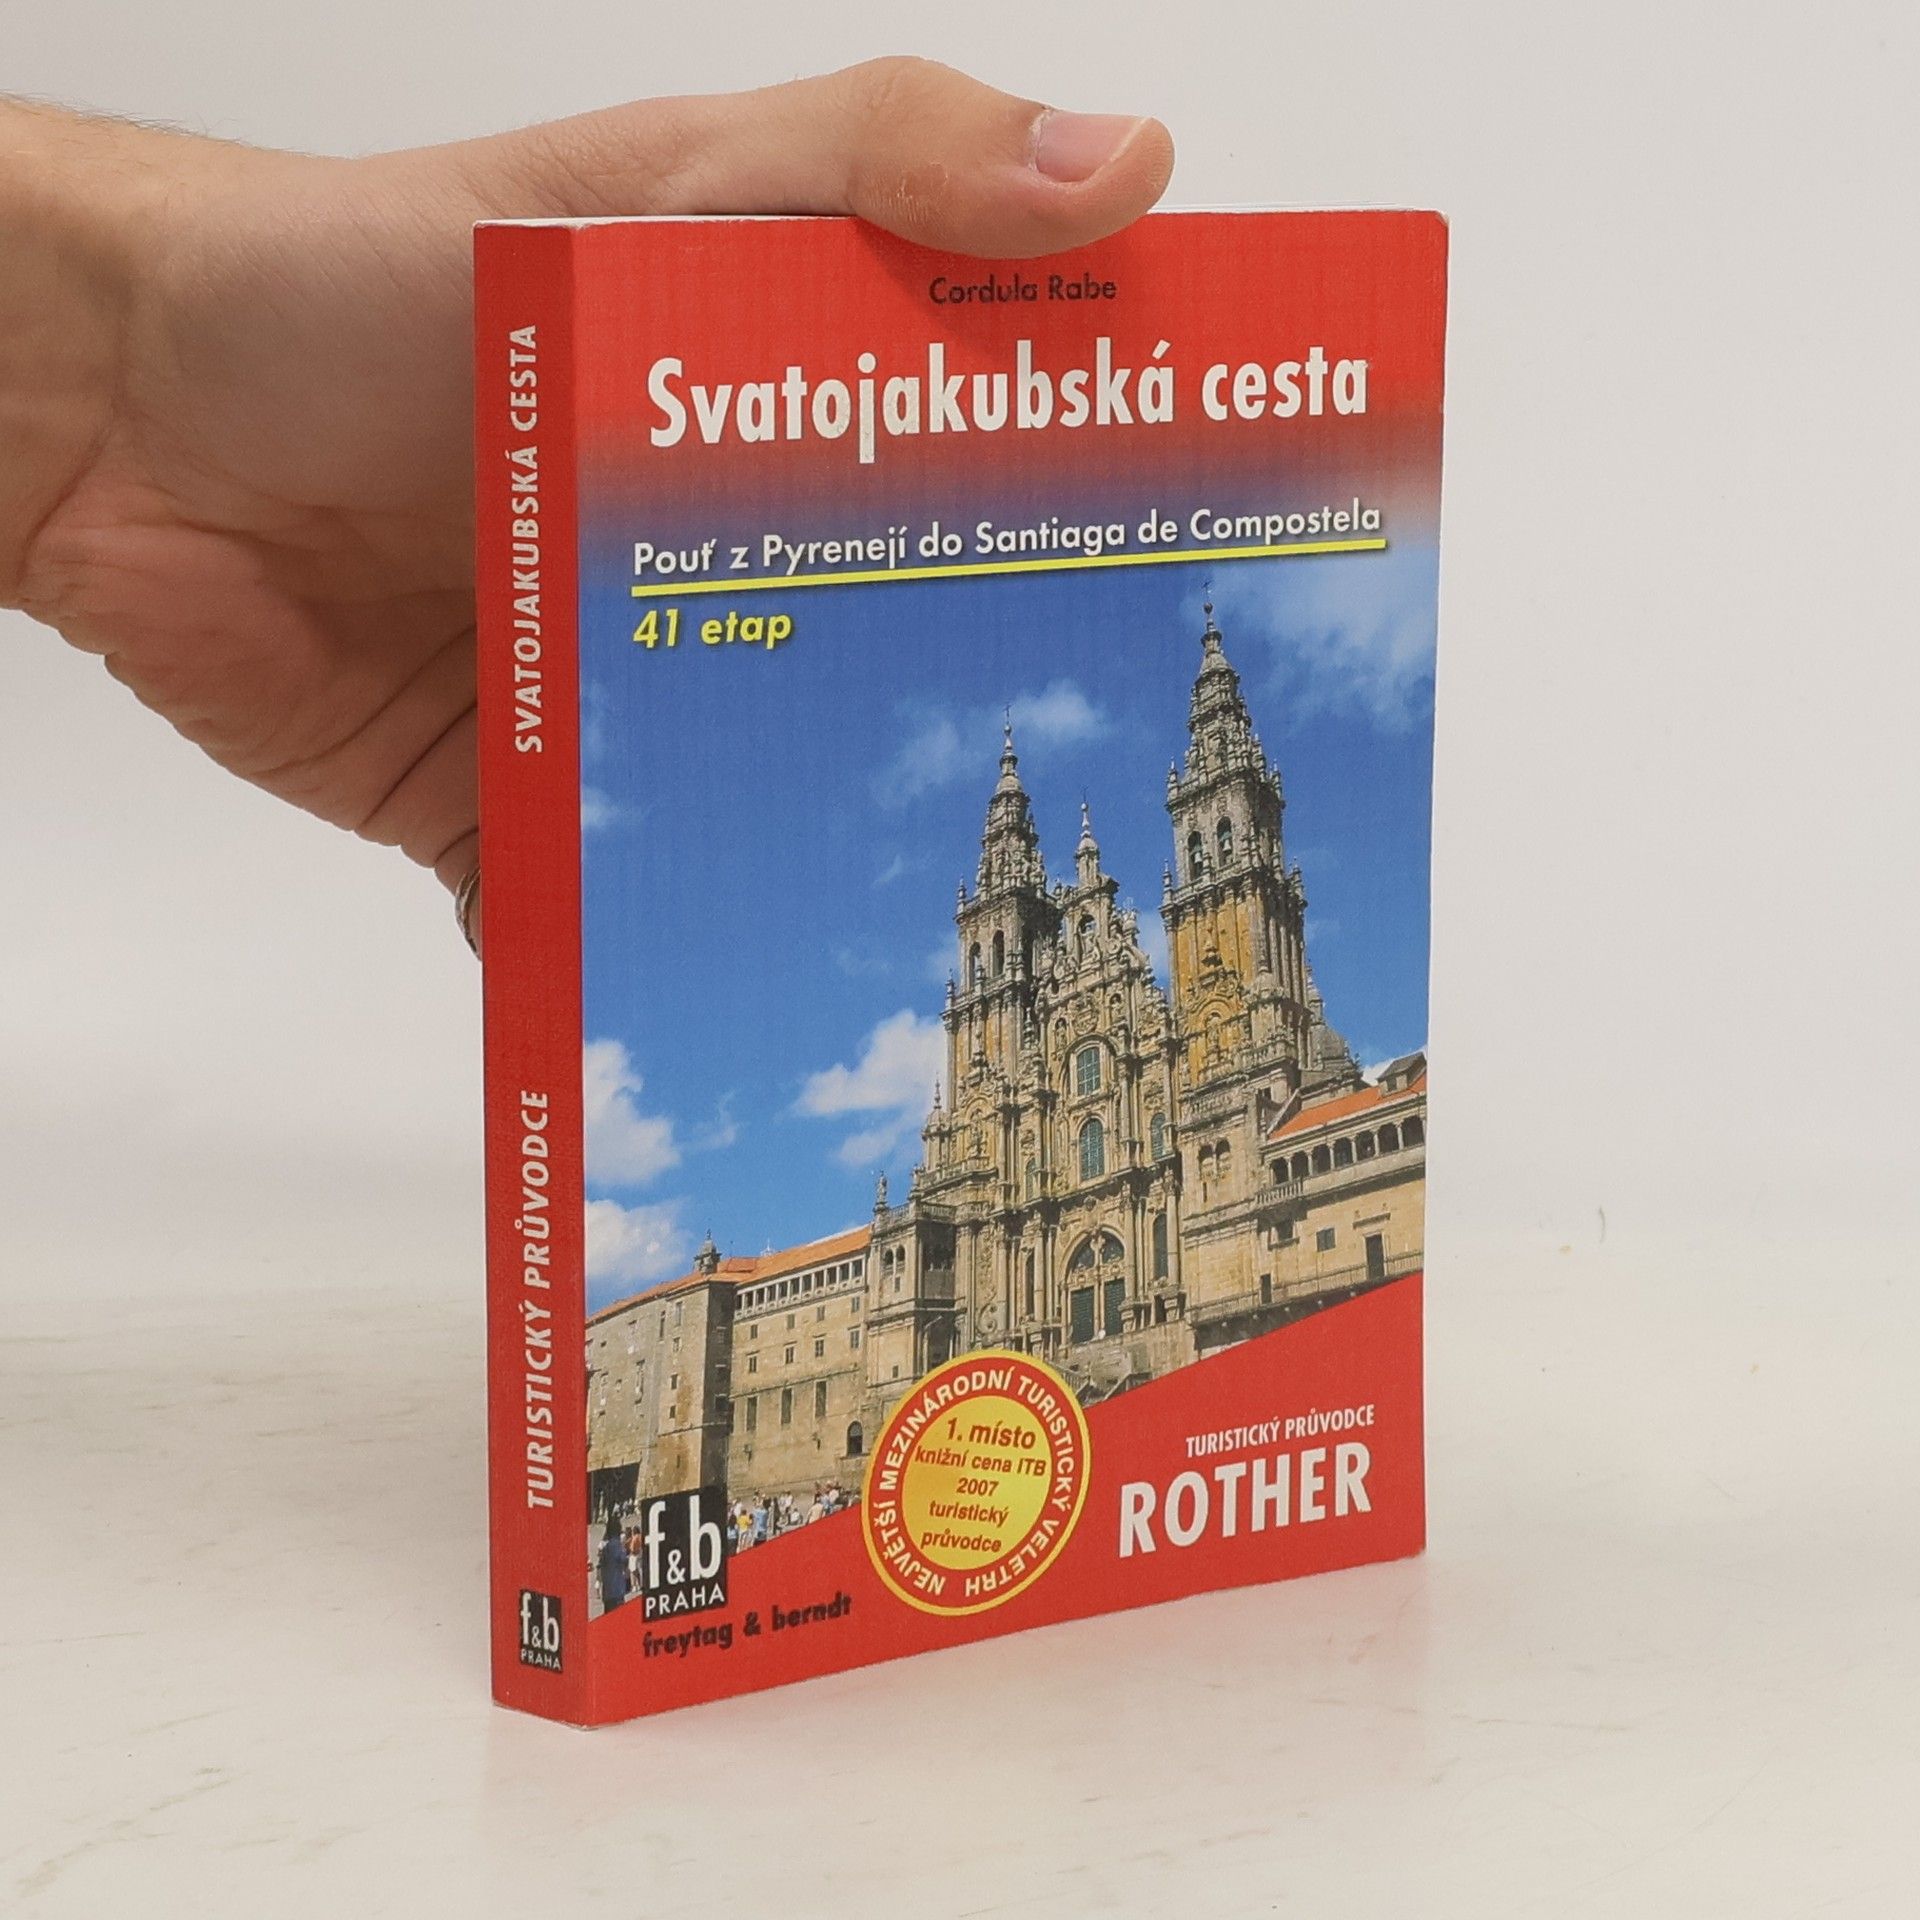 Cordula Rabe
Svatojakubská cesta
Pouť z Pyrenejí do Santiaga de Compostela
41 etap
NEJVĚTŠÍ MEZINÁRODNÍ TURISTICKÝ VELETRH
1. místo
knižní cena ITB
2007
turistický
průvodce
TURISTICKÝ PRŮVODCE
ROTHER
f&b
PRAHA
freytag & berndt
SVATOJAKUBSKÁ CESTA
TURISTICKÝ PRŮVODCE
f&b
PRAHA